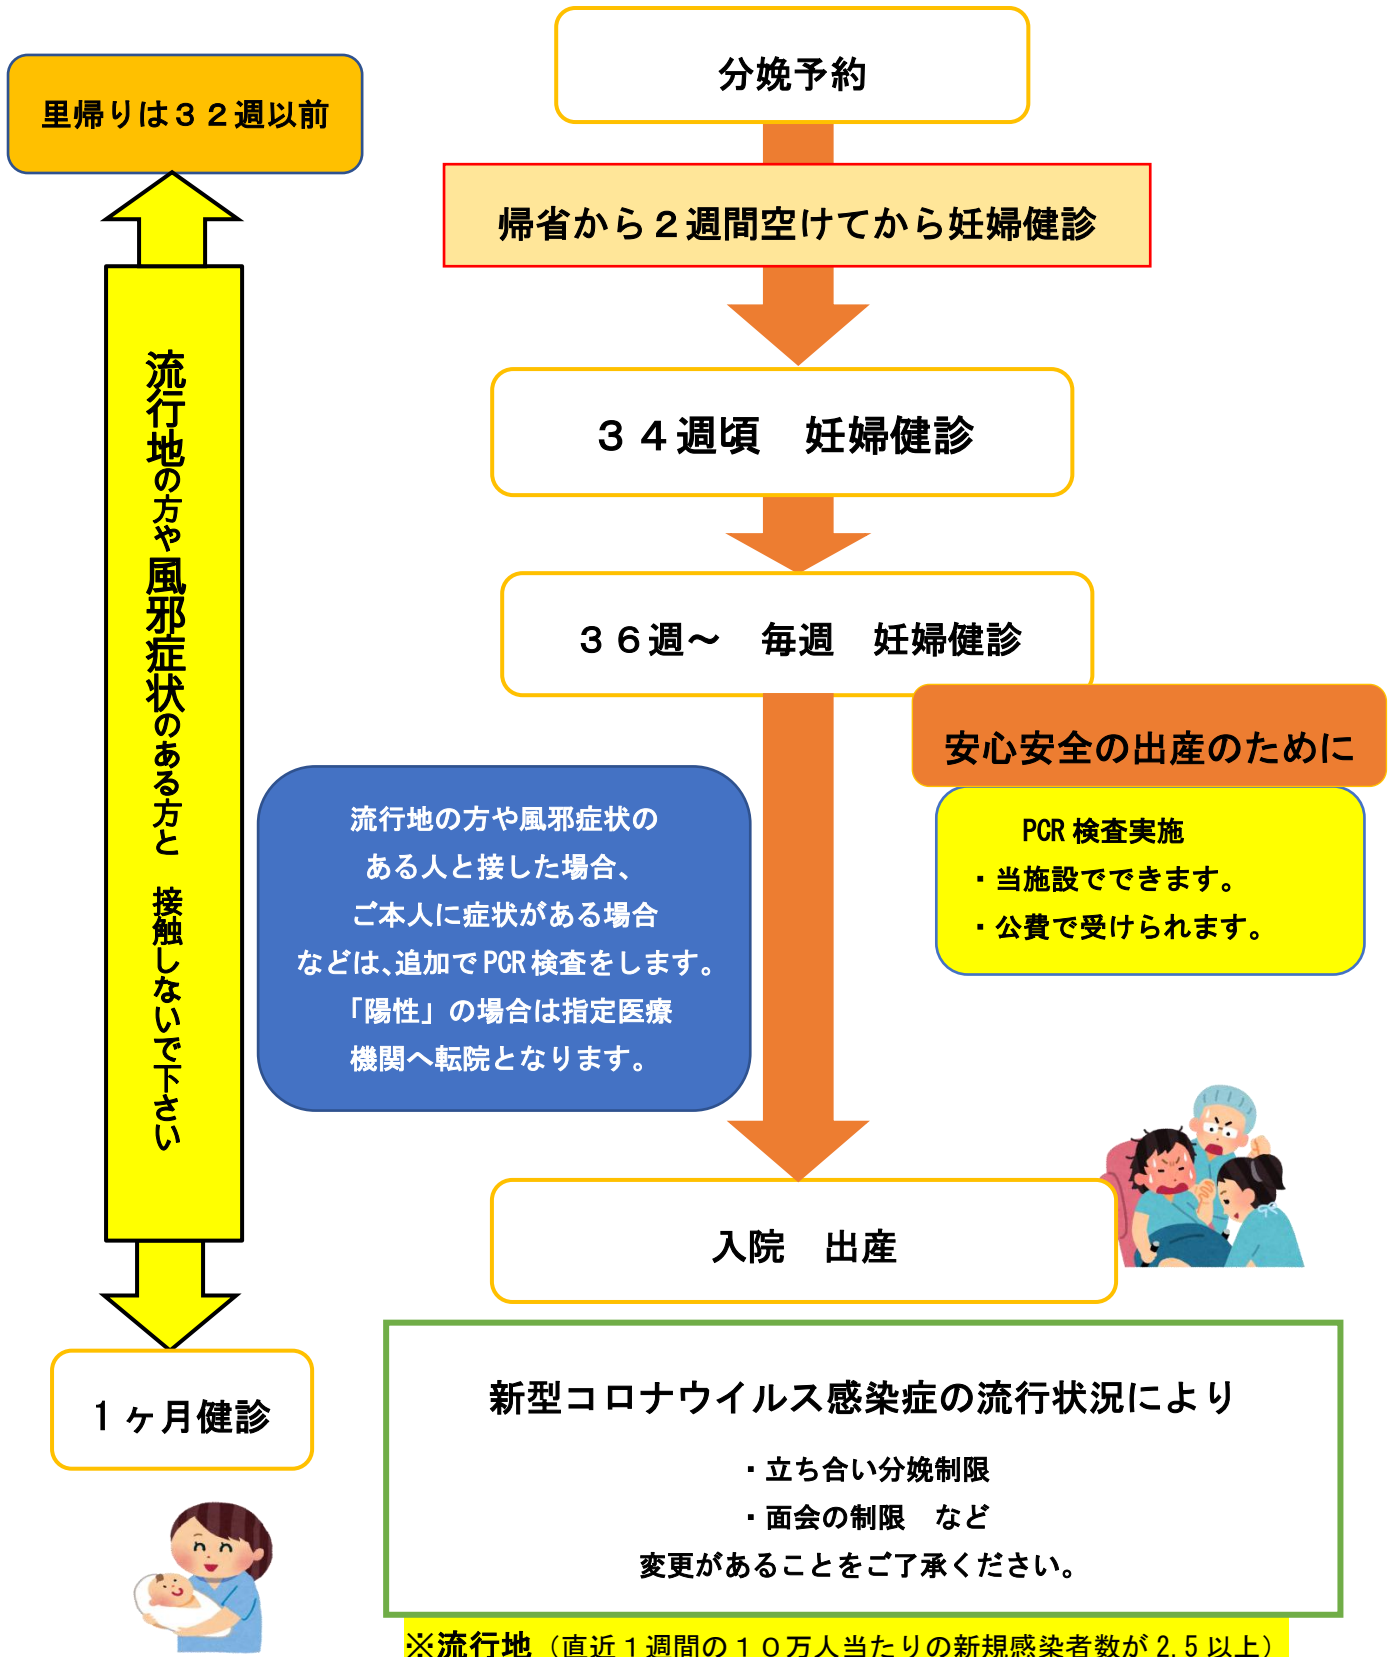 分娩予約
里帰りは３２週以前
帰省から２週間空けてから妊婦健診
３４週頃　妊婦健診
３６週～　毎週　妊婦健診
流行地の方や風邪症状のある方と　接触しないで下さい
安心安全の出産のために
PCR 検査実施
・当施設でできます。
・公費で受けられます。
流行地の方や風邪症状の
ある人と接した場合、
ご本人に症状がある場合
などは、追加で PCR 検査をします。
「陽性」の場合は指定医療
機関へ転院となります。
入院　出産
１ヶ月健診
新型コロナウイルス感染症の流行状況により
・立ち合い分娩制限
・面会の制限　など
変更があることをご了承ください。
※流行地（直近１週間の１０万人当たりの新規感染者数が 2.5 以上）